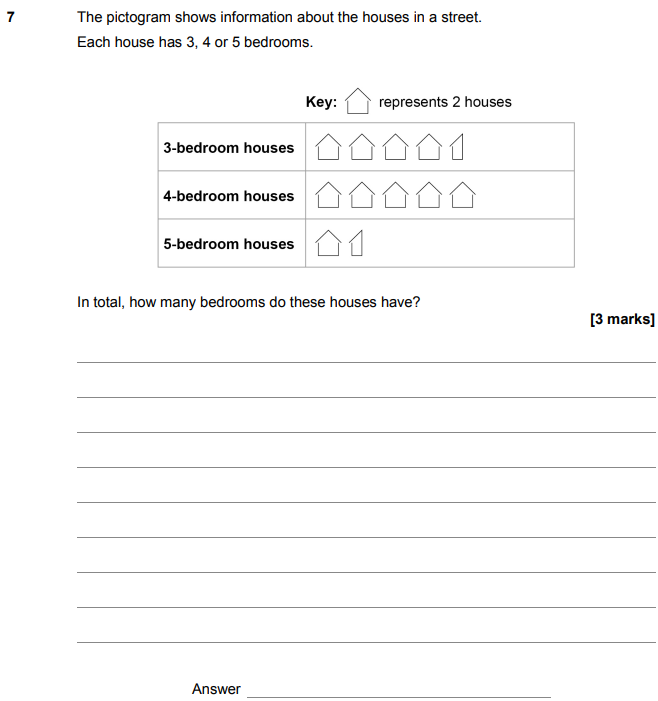 7 The pictogram shows information about the houses in a street.
Each house has 3, 4 or 5 bedrooms.
Key: represents 2 houses
3-bedroom houses
4-bedroom houses
5-bedroom houses
In total, how many bedrooms do these houses have?
[3 marks]
Answer